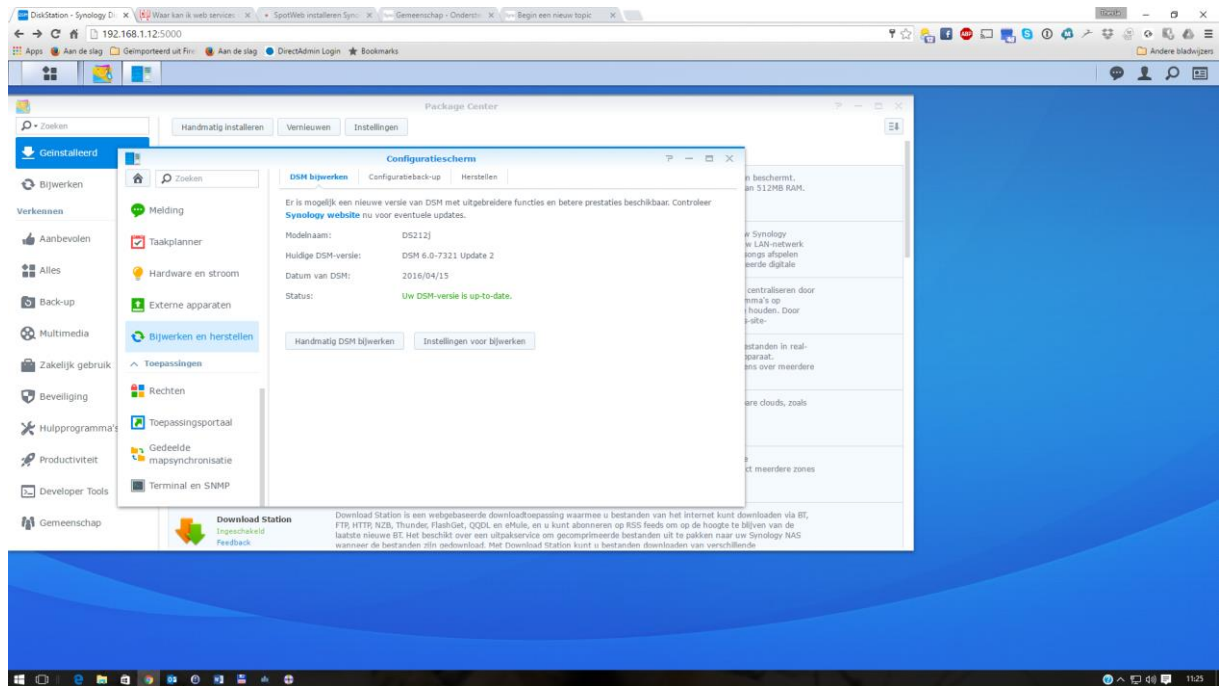 DiskStation - Synology Di
Waar kan ik web services
SpotWeb installeren Syno
Gemeenschap - Onderste
Begin een nieuw topic
192.168.1.12:5000
Apps
Aan de slag
Geïmporteerd uit Fire
Aan de slag
DirectAdmin Login
Bookmarks
Andere bladwijzers
Package Center
Zoeken
Handmatig installeren
Vernieuwen
Instellingen
Geïnstalleerd
Bijwerken
Verkennen
Aanbevolen
Alles
Back-up
Multimedia
Zakelijk gebruik
Beveiliging
Hulpprogramma's
Productiviteit
Developer Tools
Gemeenschap
Configuratiescherm
Zoeken
DSM bijwerken
Configuratieback-up
Herstellen
Melding
Taakplanner
Hardware en stroom
Externe apparaten
Bijwerken en herstellen
Toepassingen
Rechten
Toepassingsportaal
Gedeelde
mapsynchronisatie
Terminal en SNMP
Er is mogelijk een nieuwe versie van DSM met uitgebreidere functies en betere prestaties beschikbaar. Controleer
Synology website nu voor eventuele updates.
Modelnaam: DS212j
Huidige DSM-versie: DSM 6.0-7321 Update 2
Datum van DSM: 2016/04/15
Status: Uw DSM-versie is up-to-date.
Handmatig DSM bijwerken
Instellingen voor bijwerken
n beschermt,
an 512MB RAM.
w Synology
w LAN-netwerk
songs afspelen
eerde digitale
centraliseren door
mma's op
houden. Door
s-site-
estanden in real-
pparaat.
ens over meerdere
are clouds, zoals
ct meerdere zones
Download Station
Ingeschakeld
Feedback
Download Station is een webgebaseerde downloadtoepassing waarmee u bestanden van het internet kunt downloaden via BT,
FTP, HTTP, NZB, Thunder, FlashGet, QQDL en eMule, en u kunt abonneren op RSS feeds om op de hoogte te blijven van de
laatste nieuwe BT. Het beschikt over een uitpakservice om gecomprimeerde bestanden uit te pakken naar uw Synology NAS
wanneer de bestanden zijn gedownload. Met Download Station kunt u bestanden downloaden van verschillende
11:25